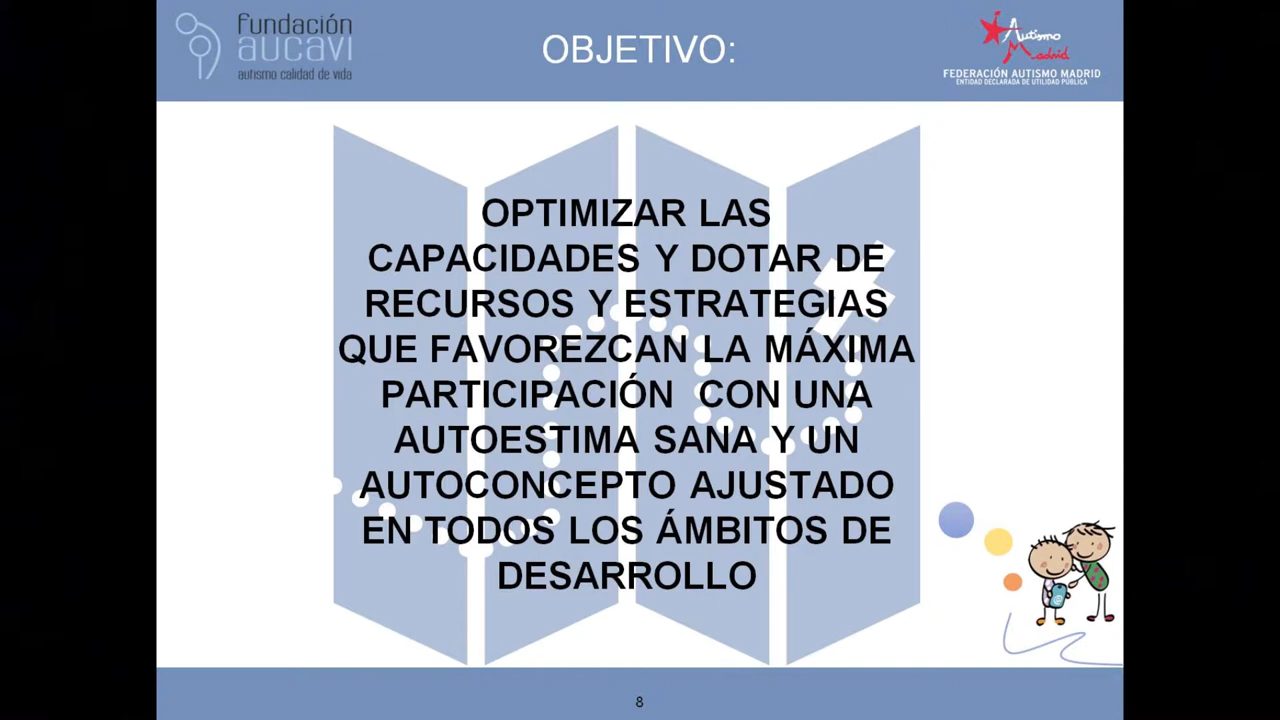 fundación
aucavi
autismo calidad de vida
OBJETIVO:
Autismo
Madrid
FEDERACIÓN AUTISMO MADRID
ENTIDAD DECLARADA DE UTILIDAD PÚBLICA
OPTIMIZAR LAS
CAPACIDADES Y DOTAR DE
RECURSOS Y ESTRATEGIAS
QUE FAVOREZCAN LA MÁXIMA
PARTICIPACIÓN CON UNA
AUTOESTIMA SANA Y UN
AUTOCONCEPTO AJUSTADO
EN TODOS LOS ÁMBITOS DE
DESARROLLO
@
8